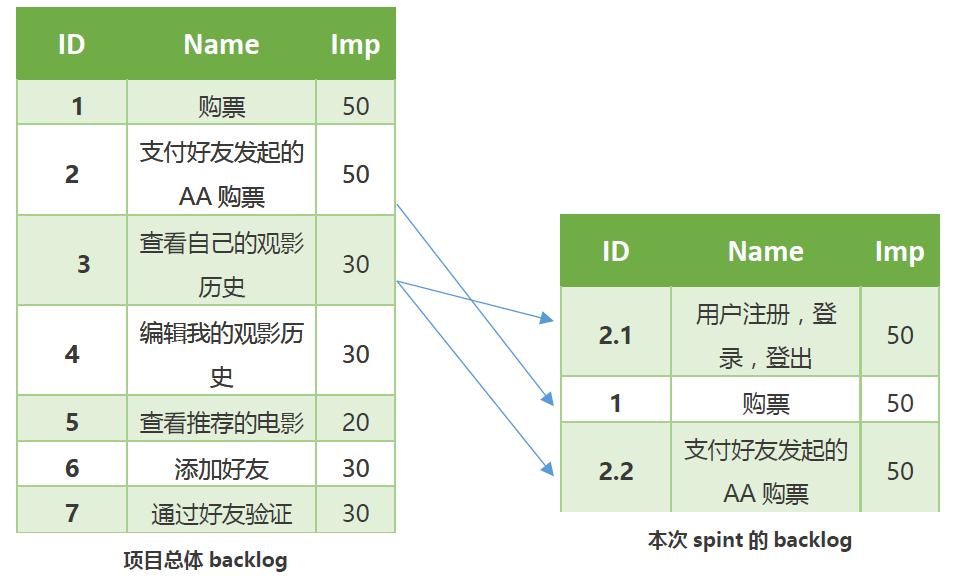 ID Name Imp
1 购票 50
支付好友发起的
2 50
AA 购票
查看自己的观影
3 30
历史
编辑我的观影历
4 30
史
5 查看推荐的电影 20
6 添加好友 30
7 通过好友验证 30
项目总体 backlog
ID Name Imp
用户注册，登
2.1 50
录，登出
1 购票 50
支付好友发起的
2.2 50
AA 购票
本次 spint 的 backlog